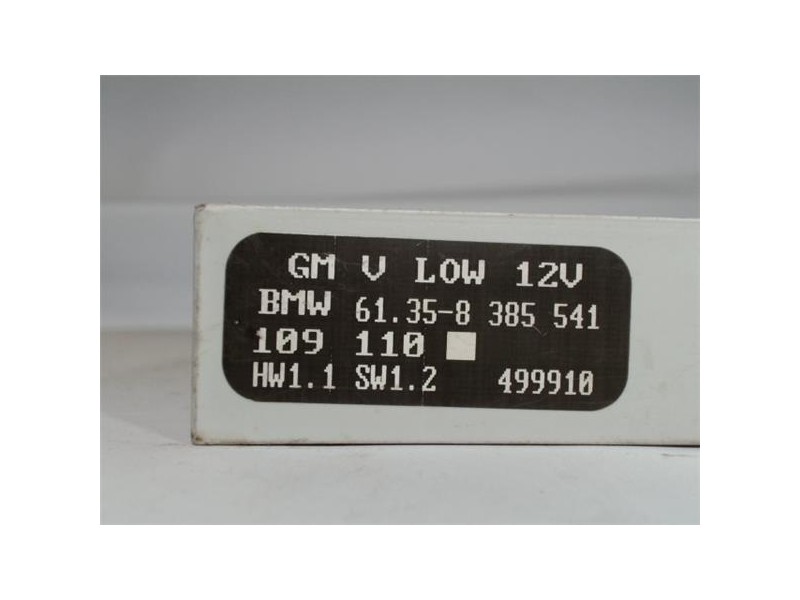 GM V LOW 12V
BMW 61.35-8 385 541
109 110
HW1.1 SW1.2 499910